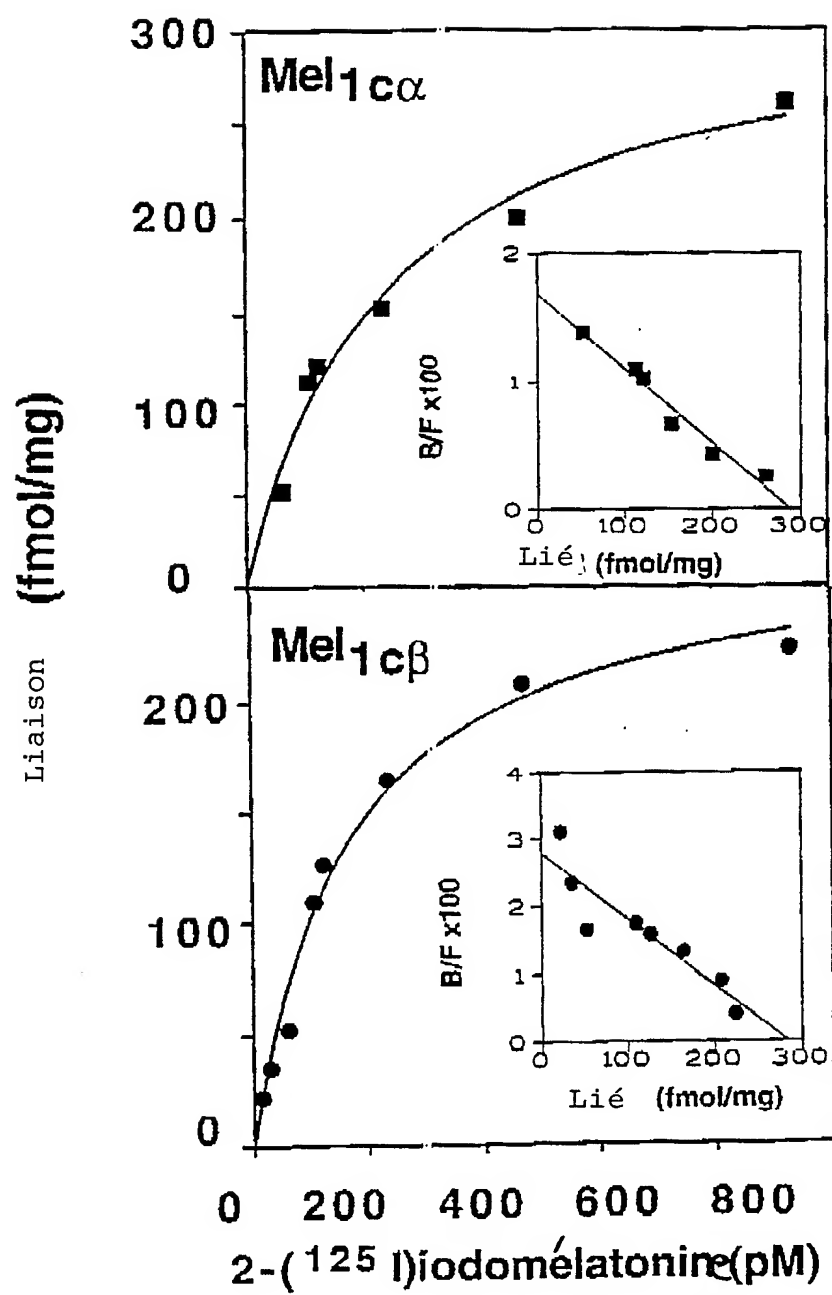 300
Mel1cα
200
100
0
Liaison (fmol/mg)
2
1
0
B/F x100
0 100 200 300
Lié (fmol/mg)
Mel1cβ
200
100
0
4
3
2
1
0
B/F x100
0 100 200 300
Lié (fmol/mg)
0 200 400 600 800
2-(125 I)iodomélatonine(pM)